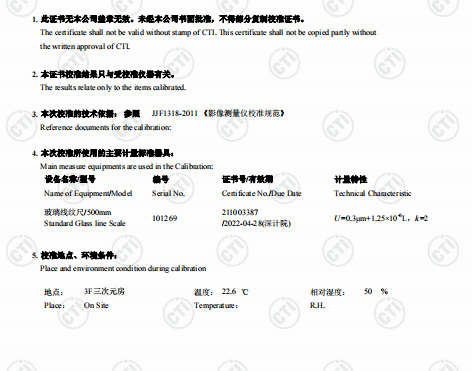 1. 此证书无本公司盖章无效。未经本公司书面批准，不得部分复制校准证书。
The certificate shall not be valid without stamp of CTI. This certificate shall not be copied partly without
the written approval of CTI.
2. 本证书校准结果只与受校准仪器有关。
The results relate only to the items calibrated.
3. 本次校准的技术依据： 参照 JJF1318-2011 《影像测量仪校准规范》
Reference documents for the calibration:
4. 本次校准所使用的主要计量标准器具：
Main measure equipments are used in the Calibration:
设备名称/型号 编号 证书号/有效期 计量特性
Name of Equipment/Model Serial No. Certificate No./Due Date Technical Characteristic
玻璃线纹尺/500mm 211003387
101269 U=0.3μm+1.25×10⁻⁶L，k=2
Standard Glass line Scale /2022-04-28(深计院)
5. 校准地点、环境条件：
Place and environment condition during calibration
地点： 3F三次元房 温度： 22.6 ℃ 相对湿度： 50 %
Place: On Site Temperature: R.H.
CTI